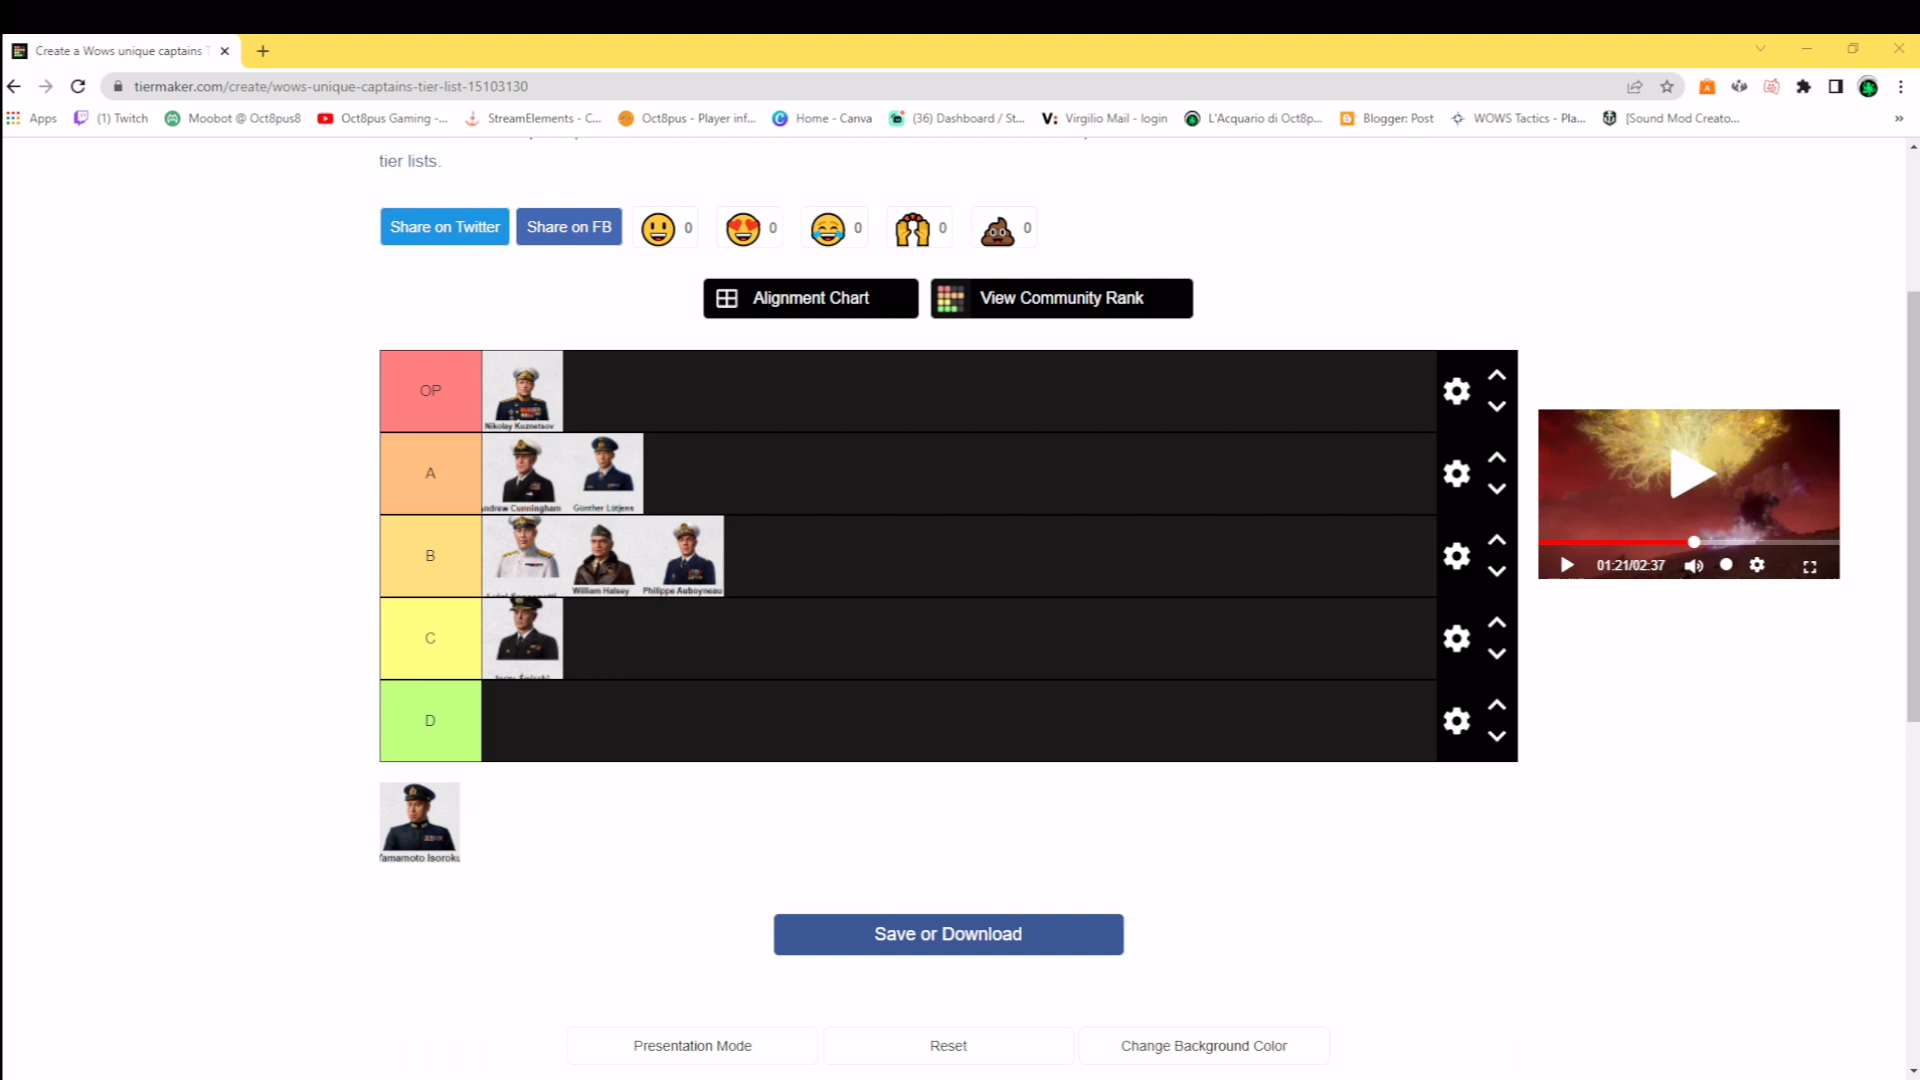 Create a Wows unique captains T
tiermaker.com/create/wows-unique-captains-tier-list-15103130
Apps
(1) Twitch
Moobot @ Oct8pus8
Oct8pus Gaming -...
StreamElements - C...
Oct8pus - Player inf...
Home - Canva
(36) Dashboard / St...
Virgilio Mail - login
L'Acquario di Oct8p...
Blogger: Post
WOWS Tactics - Pla...
[Sound Mod Creato...
tier lists.
Share on Twitter
Share on FB
0
0
0
0
0
Alignment Chart
View Community Rank
OP
Nikolay Kuznetsov
A
Andrew Cunningham
Günther Lütjens
B
William Halsey
Philippe Auboyneau
C
D
01:21/02:37
Yamamoto Isoroku
Save or Download
Presentation Mode
Reset
Change Background Color